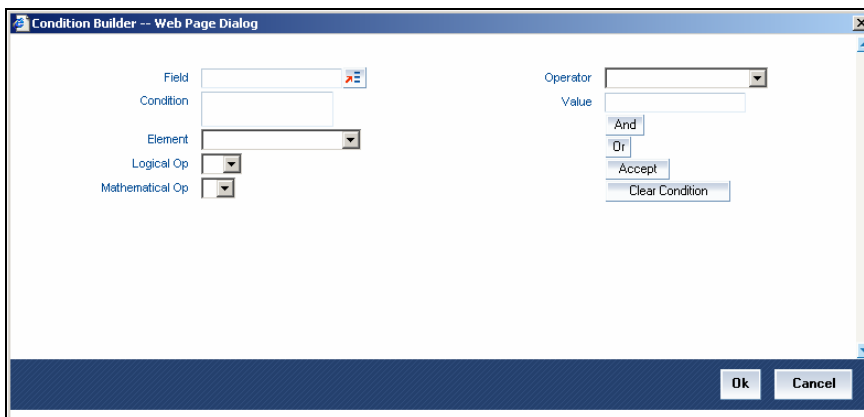 Condition Builder -- Web Page Dialog
Field
Operator
Condition
Value
And
Element
Or
Logical Op
Accept
Mathematical Op
Clear Condition
Ok
Cancel